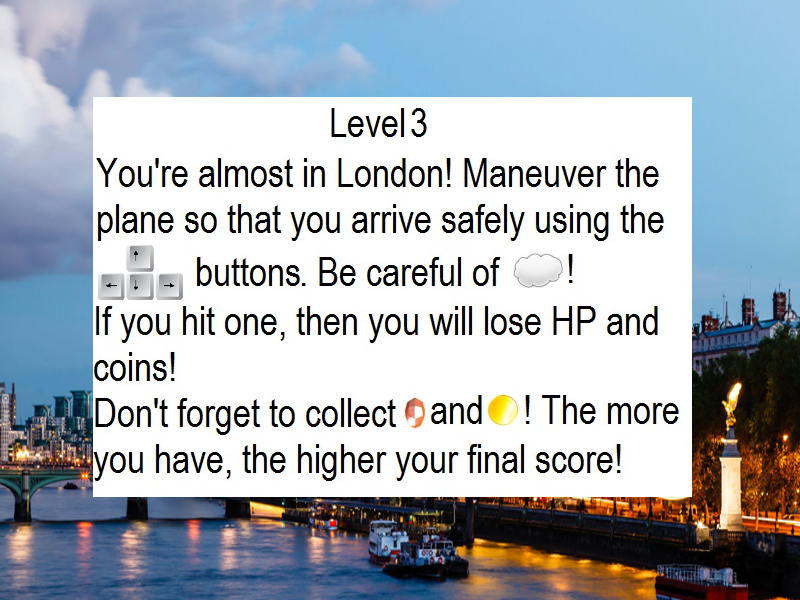 Level 3
You're almost in London! Maneuver the
plane so that you arrive safely using the
↑ ← ↓ → buttons. Be careful of !
If you hit one, then you will lose HP and
coins!
Don't forget to collect and ! The more
you have, the higher your final score!